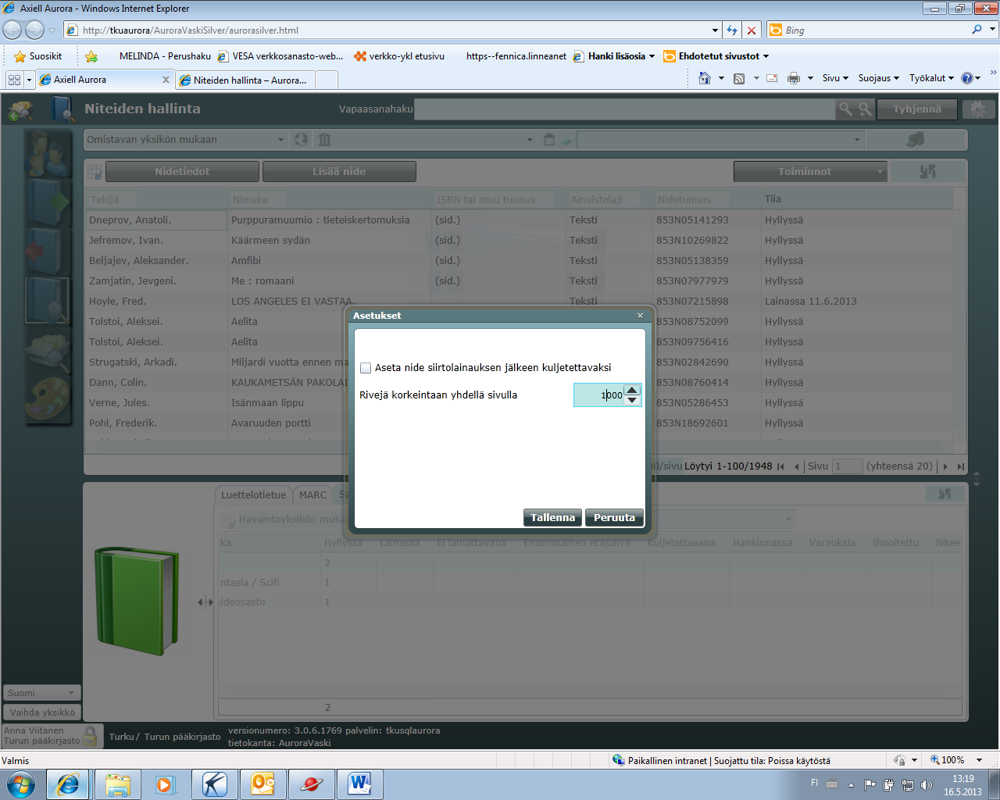 Axiell Aurora - Windows Internet Explorer
http://tkuaurora/AuroraVaskiSilver/aurorasilver.html
Bing
Suosikit
MELINDA - Perushaku
VESA verkkosanasto-web...
verkko-ykl etusivu
https--fennica.linneanet
Hanki lisäosia
Ehdotetut sivustot
Axiell Aurora
Niteiden hallinta – Aurora...
Sivu
Suojaus
Työkalut
Niteiden hallinta
Vapaasanahaku
Tyhjennä
Omistavan yksikön mukaan
Nidetiedot
Lisää nide
Toiminnot
Tekijä Nimeke ISBN tai muu tunnus Aineistolaji Nidetunnus Tila
Dneprov, Anatoli. Purppuramuumio : tieteiskertomuksia (sid.) Teksti 853N05141293 Hyllyssä
Jefremov, Ivan. Käärmeen sydän (sid.) Teksti 853N10269822 Hyllyssä
Beljajev, Aleksander. Amfibi (sid.) Teksti 853N05138359 Hyllyssä
Zamjatin, Jevgeni. Me : romaani (sid.) Teksti 853N07977979 Hyllyssä
Hoyle, Fred. LOS ANGELES EI VASTAA. Teksti 853N07215898 Lainassa 11.6.2013
Tolstoi, Aleksei. Aelita 853N08752099 Hyllyssä
Tolstoi, Aleksei. Aelita 853N09756416 Hyllyssä
Strugatski, Arkadi. Miljardi vuotta ennen ma 853N02842690 Hyllyssä
Dann, Colin. KAUKAMETSÄN PAKOLAI 853N08760414 Hyllyssä
Verne, Jules. Isänmaan lippu 853N05286453 Hyllyssä
Pohl, Frederik. Avaruuden portti 853N18692601 Hyllyssä
Asetukset
Aseta nide siirtolainauksen jälkeen kuljetettavaksi
Rivejä korkeintaan yhdellä sivulla 1000
Tallenna
Peruuta
0/sivu Löytyi 1-100/1948 Sivu 1 (yhteensä 20)
Luettelotietue
MARC
Sa
Havaintoyksikön muka
ka Hyllyssä Lainassa Ei lainattavana Ensimmäinen eräpäivä Kuljetettavana Hankinnassa Varauksia Ilmoitettu Nitee
2
ntasia / Scifi 1
ideosasto 1
2
Suomi
Vaihda yksikkö
Anna Viitanen
Turun pääkirjasto
Turku / Turun pääkirjasto
versionumero: 3.0.6.1769 palvelin: tkusqlaurora
tietokanta: AuroraVaski
Valmis
Paikallinen intranet | Suojattu tila: Poissa käytöstä
100%
FI
13:19
16.5.2013